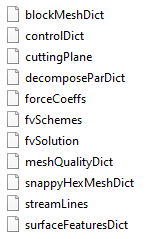 blockMeshDict
controlDict
cuttingPlane
decomposeParDict
forceCoeffs
fvSchemes
fvSolution
meshQualityDict
snappyHexMeshDict
streamLines
surfaceFeaturesDict